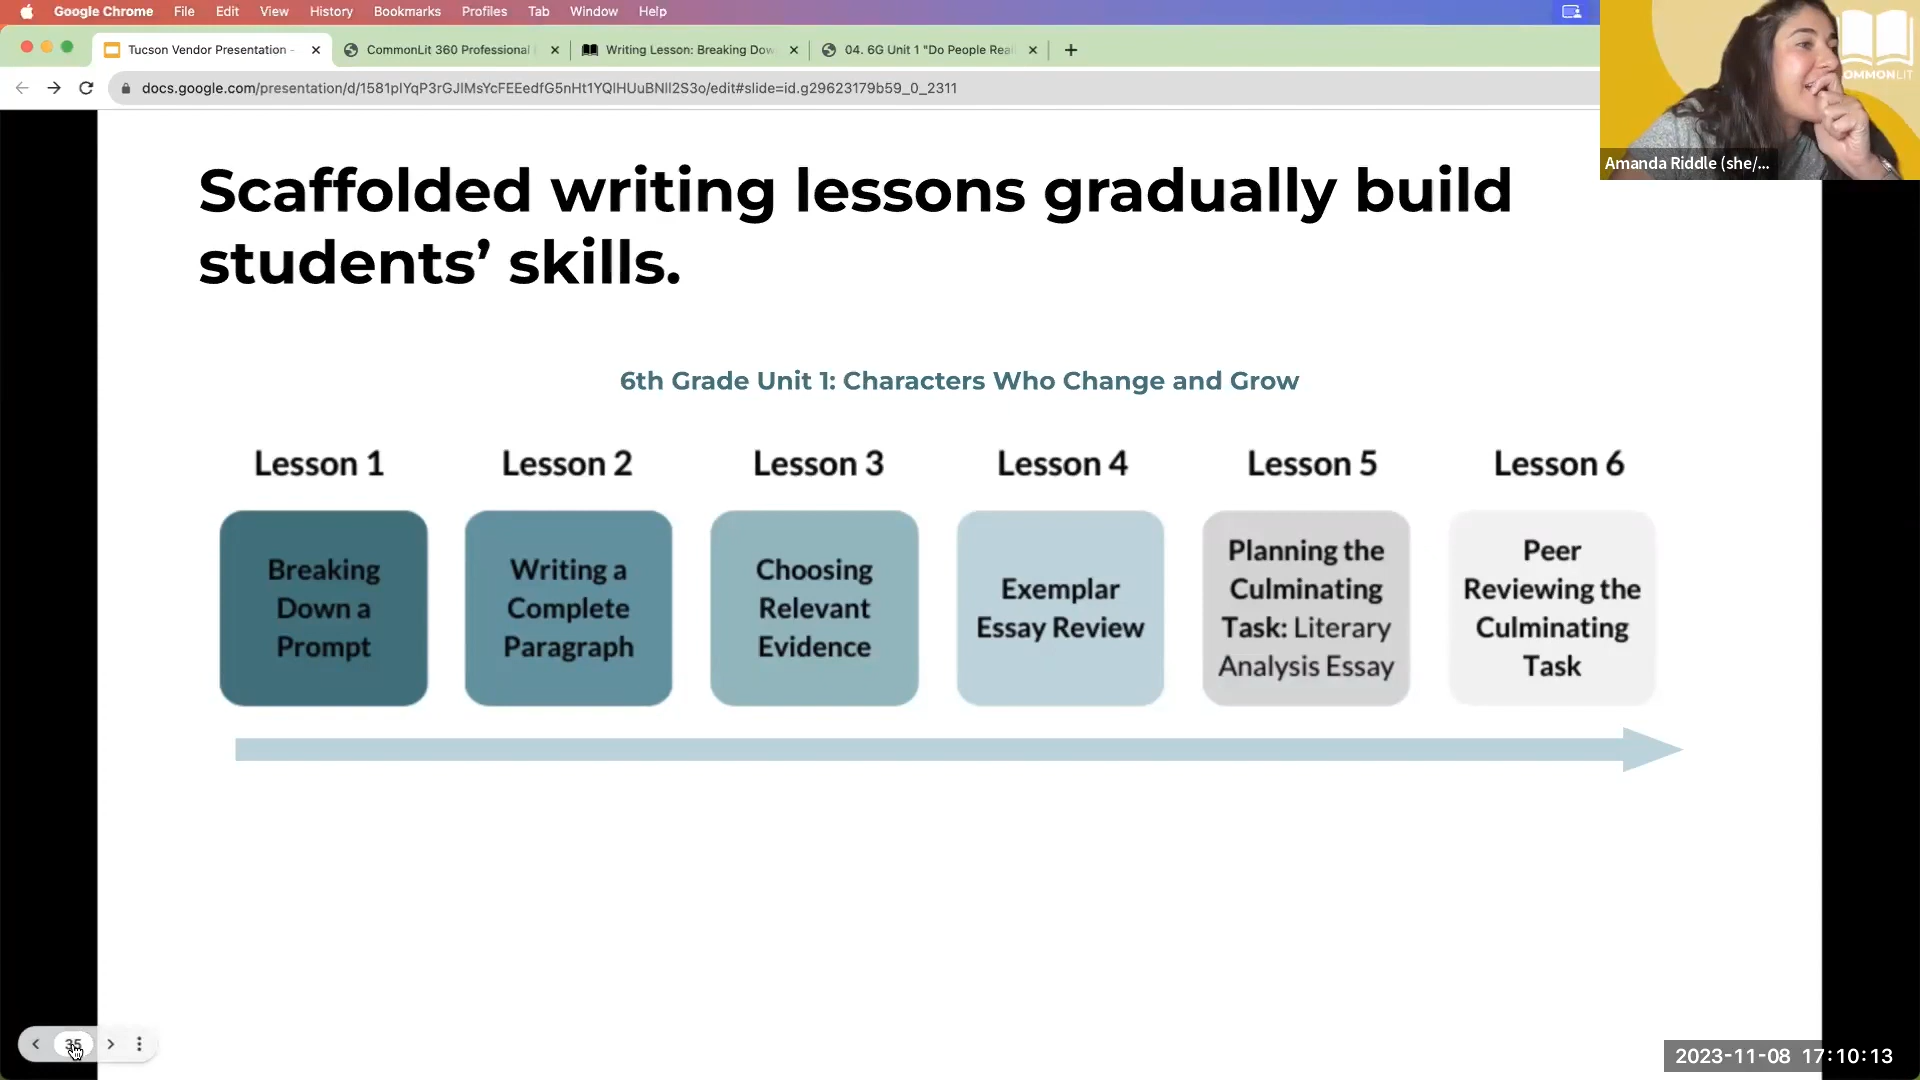 Google Chrome File Edit View History Bookmarks Profiles Tab Window Help
Tucson Vendor Presentation -
CommonLit 360 Professional
Writing Lesson: Breaking Dow
04. 6G Unit 1 "Do People Rea
docs.google.com/presentation/d/1581pIYqP3rGJIMsYcFEEedfG5nHt1YQIHUuBNIl2S3o/edit#slide=id.g29623179b59_0_2311
OMMONLIT
Amanda Riddle (she/...
Scaffolded writing lessons gradually build
students’ skills.
6th Grade Unit 1: Characters Who Change and Grow
Lesson 1
Breaking
Down a
Prompt
Lesson 2
Writing a
Complete
Paragraph
Lesson 3
Choosing
Relevant
Evidence
Lesson 4
Exemplar
Essay Review
Lesson 5
Planning the
Culminating
Task: Literary
Analysis Essay
Lesson 6
Peer
Reviewing the
Culminating
Task
35
2023-11-08 17:10:13